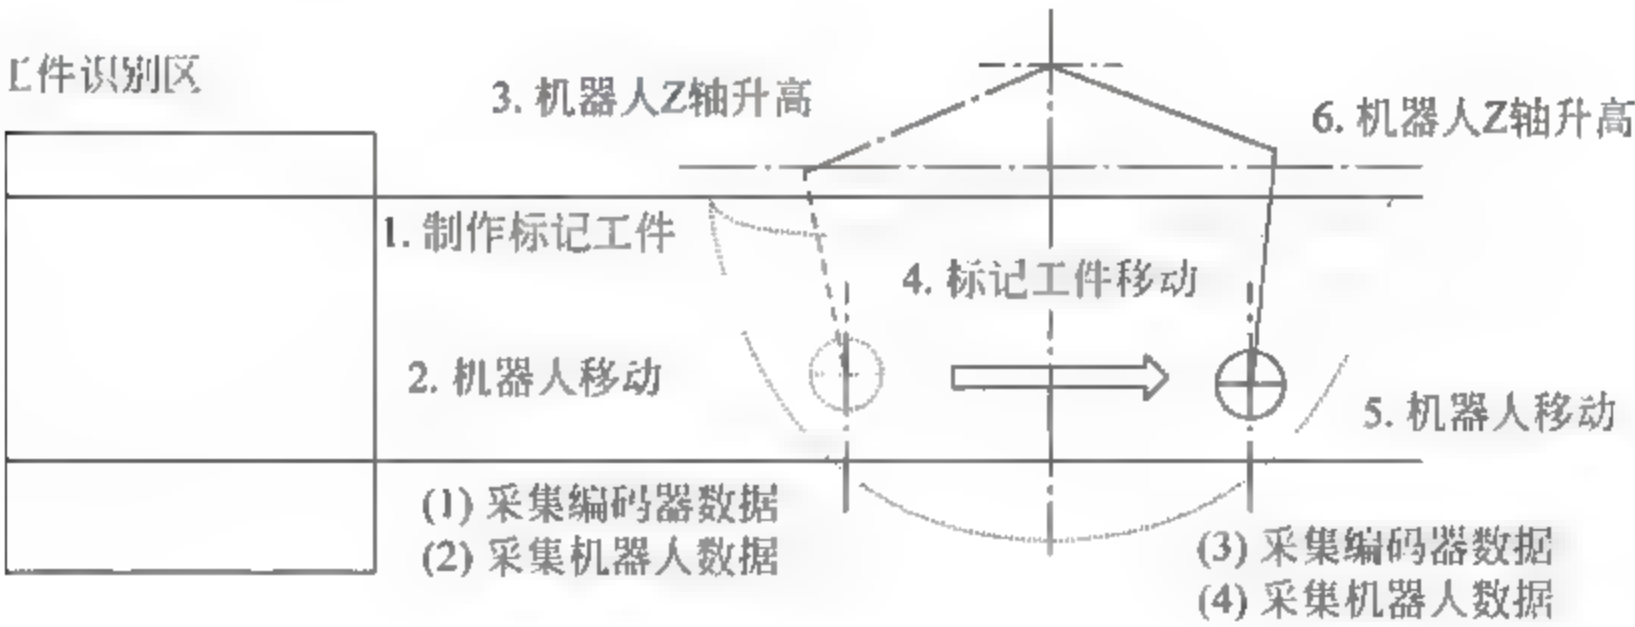 工件识别区
3. 机器人Z轴升高
6. 机器人Z轴升高
1. 制作标记工件
4. 标记工件移动
2. 机器人移动
5. 机器人移动
(1) 采集编码器数据
(2) 采集机器人数据
(3) 采集编码器数据
(4) 采集机器人数据